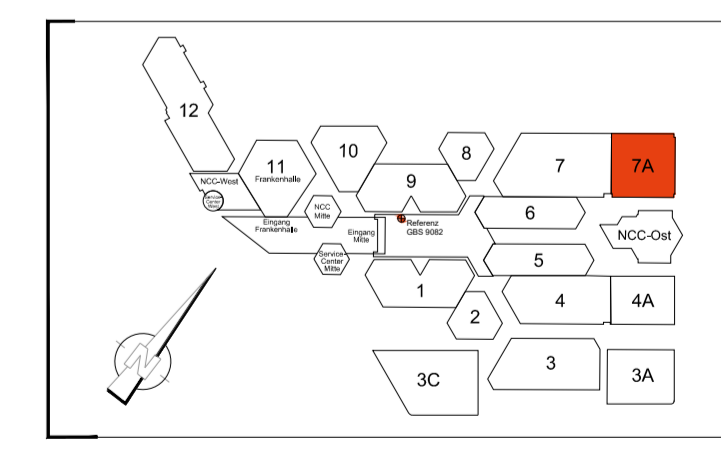 12
NCC-West
Service
Center
West
11
Frankenhalle
10
8
9
7
7A
NCC
Mitte
Eingang
Frankenhalle
Eingang
Mitte
Referenz
GBS 9082
6
NCC-Ost
Service
Center
Mitte
5
1
2
4
4A
3C
3
3A
N